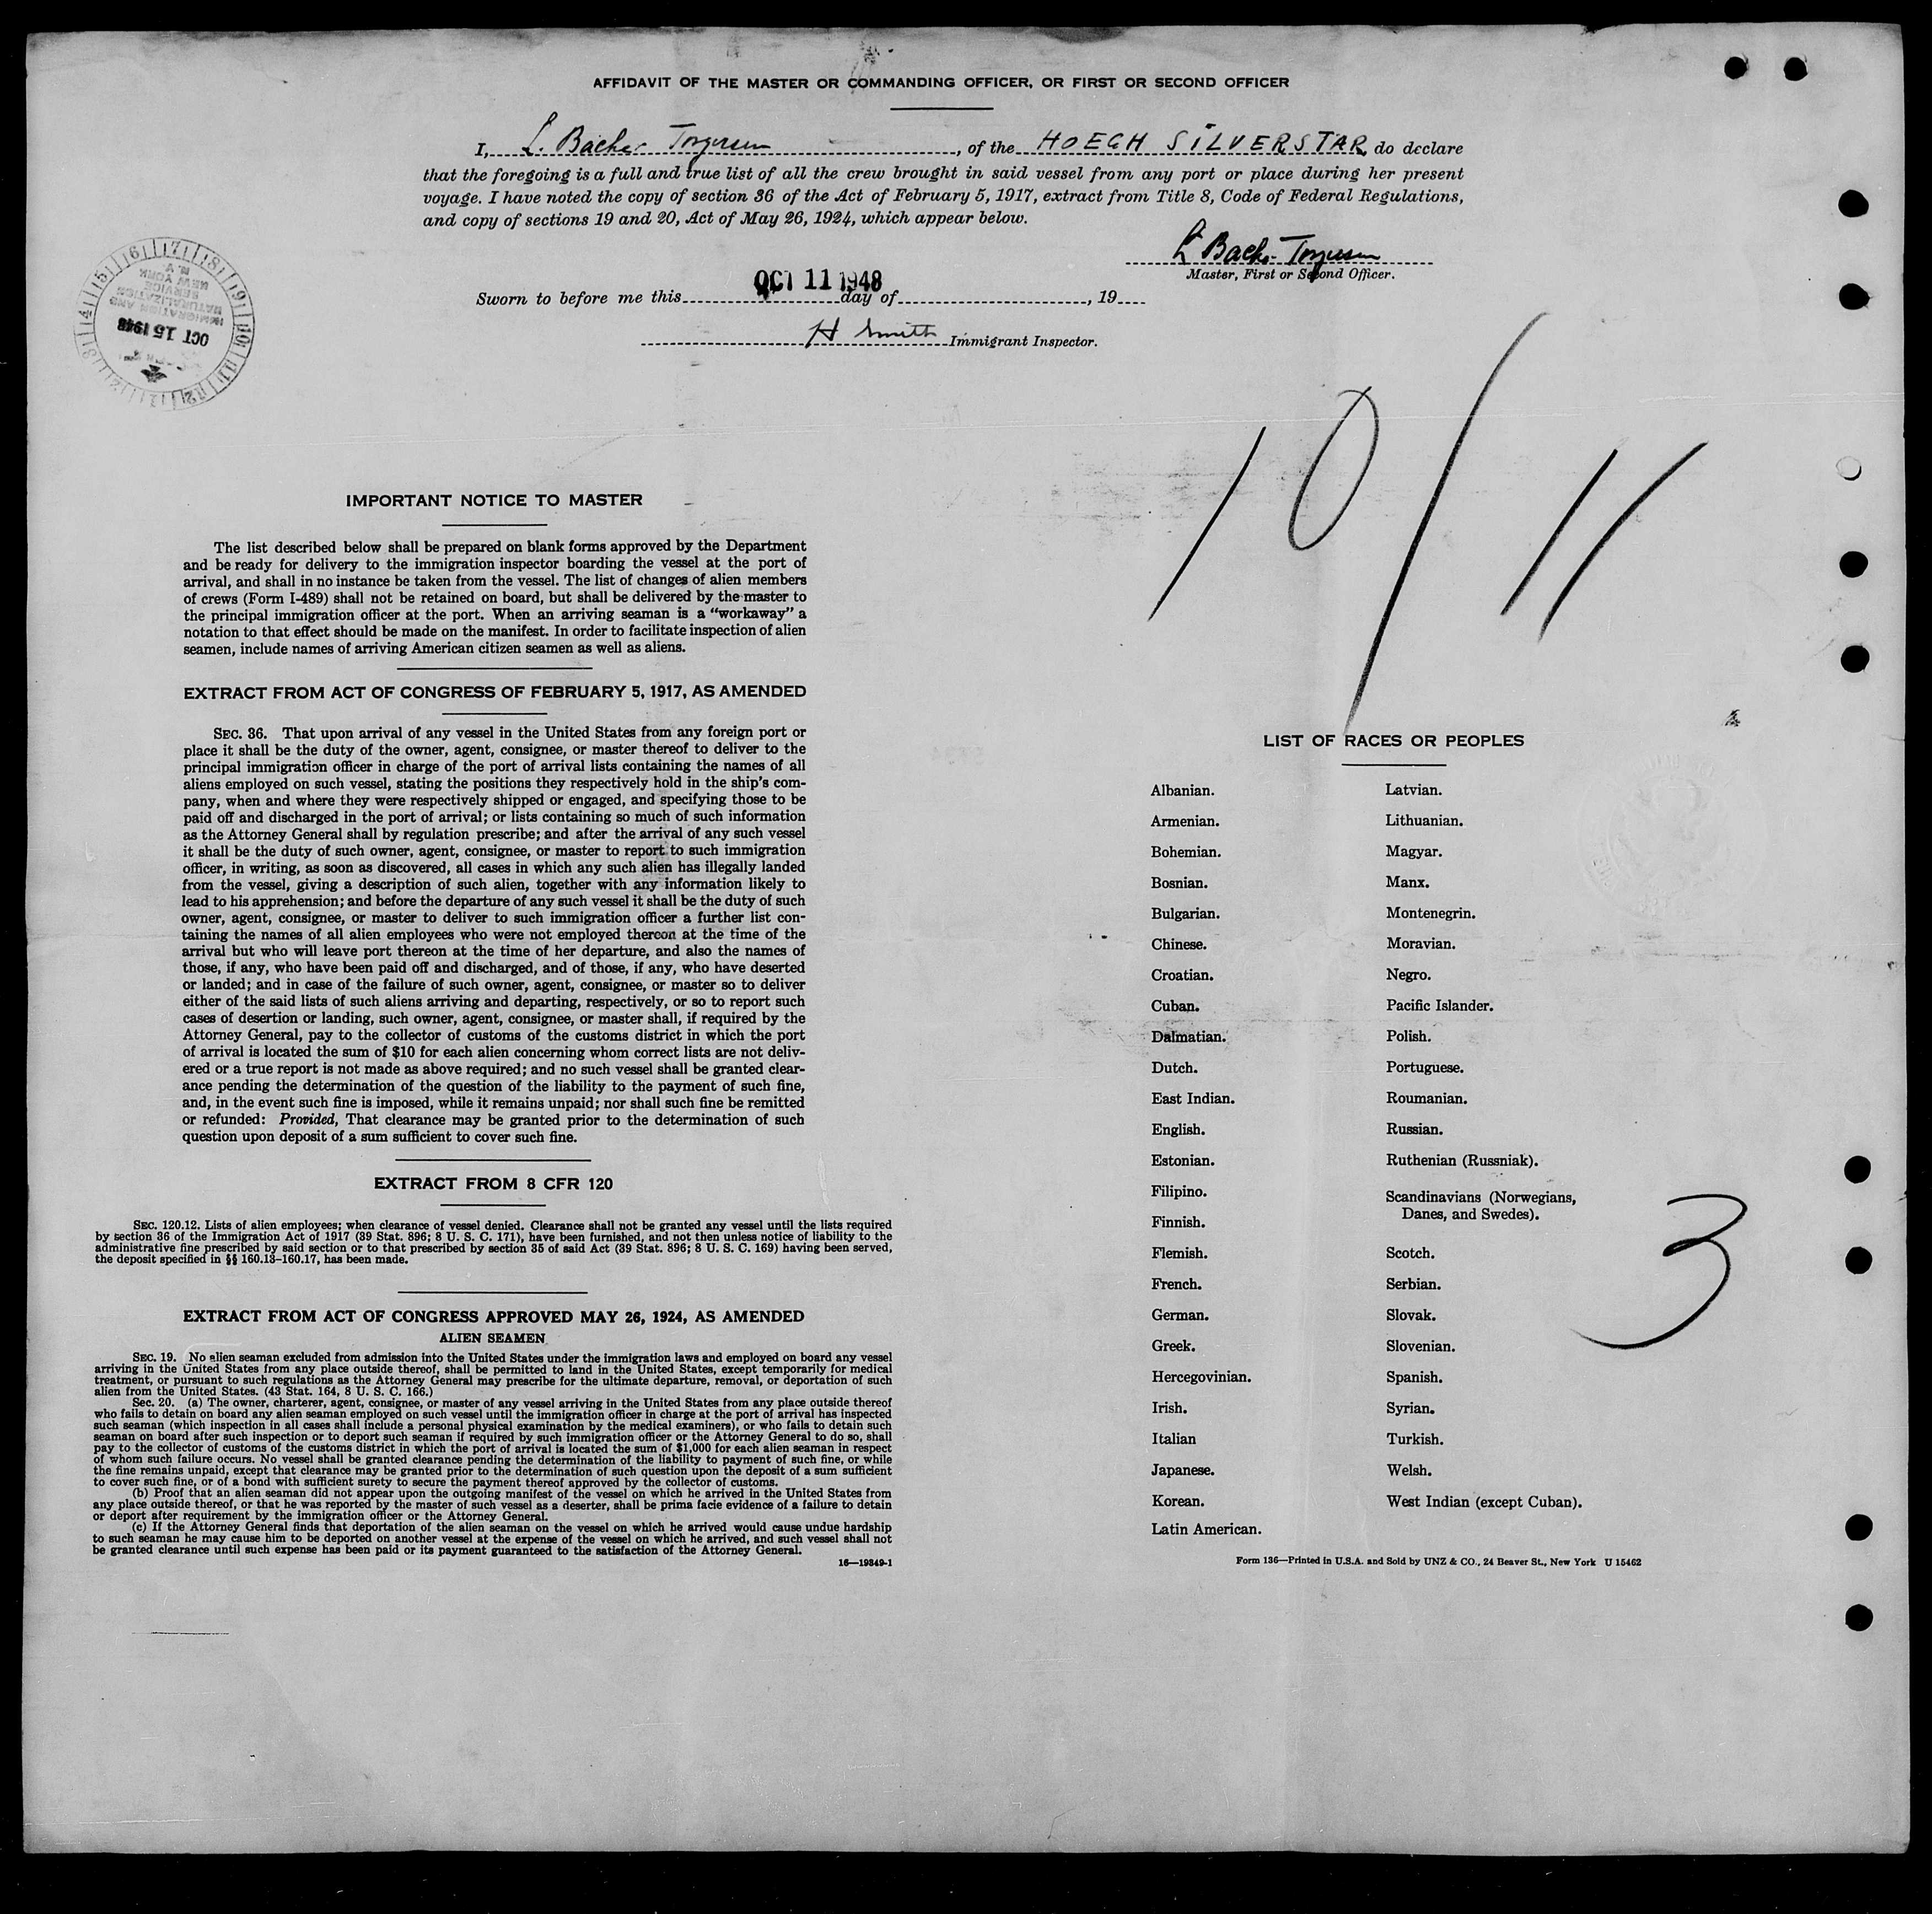 AFFIDAVIT OF THE MASTER OR COMMANDING OFFICER, OR FIRST OR SECOND OFFICER
I, L. Bache-Torgersen, of the HOEGH SILVERSTAR do declare
that the foregoing is a full and true list of all the crew brought in said vessel from any port or place during her present
voyage. I have noted the copy of section 36 of the Act of February 5, 1917, extract from Title 8, Code of Federal Regulations,
and copy of sections 19 and 20, Act of May 26, 1924, which appear below.
L Bache-Torgersen
Master, First or Second Officer.
OCT 11 1948
Sworn to before me this day of , 19
H Smith Immigrant Inspector.
IMMIGRATION AND
NATURALIZATION
SERVICE
NEW YORK
N.Y.
OCT 15 1948
10/11
IMPORTANT NOTICE TO MASTER
The list described below shall be prepared on blank forms approved by the Department
and be ready for delivery to the immigration inspector boarding the vessel at the port of
arrival, and shall in no instance be taken from the vessel. The list of changes of alien members
of crews (Form I-489) shall not be retained on board, but shall be delivered by the master to
the principal immigration officer at the port. When an arriving seaman is a “workaway” a
notation to that effect should be made on the manifest. In order to facilitate inspection of alien
seamen, include names of arriving American citizen seamen as well as aliens.
EXTRACT FROM ACT OF CONGRESS OF FEBRUARY 5, 1917, AS AMENDED
SEC. 36. That upon arrival of any vessel in the United States from any foreign port or
place it shall be the duty of the owner, agent, consignee, or master thereof to deliver to the
principal immigration officer in charge of the port of arrival lists containing the names of all
aliens employed on such vessel, stating the positions they respectively hold in the ship's com-
pany, when and where they were respectively shipped or engaged, and specifying those to be
paid off and discharged in the port of arrival; or lists containing so much of such information
as the Attorney General shall by regulation prescribe; and after the arrival of any such vessel
it shall be the duty of such owner, agent, consignee, or master to report to such immigration
officer, in writing, as soon as discovered, all cases in which any such alien has illegally landed
from the vessel, giving a description of such alien, together with any information likely to
lead to his apprehension; and before the departure of any such vessel it shall be the duty of such
owner, agent, consignee, or master to deliver to such immigration officer a further list con-
taining the names of all alien employees who were not employed thereon at the time of the
arrival but who will leave port thereon at the time of her departure, and also the names of
those, if any, who have been paid off and discharged, and of those, if any, who have deserted
or landed; and in case of the failure of such owner, agent, consignee, or master so to deliver
either of the said lists of such aliens arriving and departing, respectively, or so to report such
cases of desertion or landing, such owner, agent, consignee, or master shall, if required by the
Attorney General, pay to the collector of customs of the customs district in which the port
of arrival is located the sum of $10 for each alien concerning whom correct lists are not deliv-
ered or a true report is not made as above required; and no such vessel shall be granted clear-
ance pending the determination of the question of the liability to the payment of such fine,
and, in the event such fine is imposed, while it remains unpaid; nor shall such fine be remitted
or refunded: Provided, That clearance may be granted prior to the determination of such
question upon deposit of a sum sufficient to cover such fine.
EXTRACT FROM 8 CFR 120
SEC. 120.12. Lists of alien employees; when clearance of vessel denied. Clearance shall not be granted any vessel until the lists required
by section 36 of the Immigration Act of 1917 (39 Stat. 896; 8 U. S. C. 171), have been furnished, and not then unless notice of liability to the
administrative fine prescribed by said section or to that prescribed by section 35 of said Act (39 Stat. 896; 8 U. S. C. 169) having been served,
the deposit specified in §§ 160.13–160.17, has been made.
EXTRACT FROM ACT OF CONGRESS APPROVED MAY 26, 1924, AS AMENDED
ALIEN SEAMEN
SEC. 19. No alien seaman excluded from admission into the United States under the immigration laws and employed on board any vessel
arriving in the United States from any place outside thereof, shall be permitted to land in the United States, except temporarily for medical
treatment, or pursuant to such regulations as the Attorney General may prescribe for the ultimate departure, removal, or deportation of such
alien from the United States. (43 Stat. 164, 8 U. S. C. 166.)
Sec. 20. (a) The owner, charterer, agent, consignee, or master of any vessel arriving in the United States from any place outside thereof
who fails to detain on board any alien seaman employed on such vessel until the immigration officer in charge at the port of arrival has inspected
such seaman (which inspection in all cases shall include a personal physical examination by the medical examiners), or who fails to detain such
seaman on board after such inspection or to deport such seaman if required by such immigration officer or the Attorney General to do so, shall
pay to the collector of customs of the customs district in which the port of arrival is located the sum of $1,000 for each alien seaman in respect
of whom such failure occurs. No vessel shall be granted clearance pending the determination of the liability to payment of such fine, or while
the fine remains unpaid, except that clearance may be granted prior to the determination of such question upon the deposit of a sum sufficient
to cover such fine, or of a bond with sufficient surety to secure the payment thereof approved by the collector of customs.
(b) Proof that an alien seaman did not appear upon the outgoing manifest of the vessel on which he arrived in the United States from
any place outside thereof, or that he was reported by the master of such vessel as a deserter, shall be prima facie evidence of a failure to detain
or deport after requirement by the immigration officer or the Attorney General.
(c) If the Attorney General finds that deportation of the alien seaman on the vessel on which he arrived would cause undue hardship
to such seaman he may cause him to be deported on another vessel at the expense of the vessel on which he arrived, and such vessel shall not
be granted clearance until such expense has been paid or its payment guaranteed to the satisfaction of the Attorney General.
16—19849-1
LIST OF RACES OR PEOPLES
Albanian.
Armenian.
Bohemian.
Bosnian.
Bulgarian.
Chinese.
Croatian.
Cuban.
Dalmatian.
Dutch.
East Indian.
English.
Estonian.
Filipino.
Finnish.
Flemish.
French.
German.
Greek.
Hercegovinian.
Irish.
Italian
Japanese.
Korean.
Latin American.
Latvian.
Lithuanian.
Magyar.
Manx.
Montenegrin.
Moravian.
Negro.
Pacific Islander.
Polish.
Portuguese.
Roumanian.
Russian.
Ruthenian (Russniak).
Scandinavians (Norwegians,
Danes, and Swedes).
Scotch.
Serbian.
Slovak.
Slovenian.
Spanish.
Syrian.
Turkish.
Welsh.
West Indian (except Cuban).
3
Form 136—Printed in U.S.A. and Sold by UNZ & CO., 24 Beaver St., New York U 15462